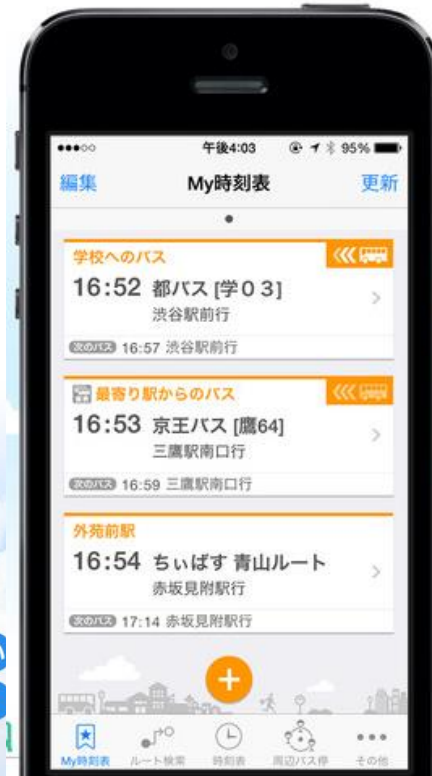 午後4:03 95%
編集 My時刻表 更新
学校へのバス
16:52 都バス [学０３]
渋谷駅前行
次のバス 16:57 渋谷駅前行
最寄り駅からのバス
16:53 京王バス [鷹64]
三鷹駅南口行
次のバス 16:59 三鷹駅南口行
外苑前駅
16:54 ちぃばす 青山ルート
赤坂見附駅行
次のバス 17:14 赤坂見附駅行
My時刻表 ルート検索 時刻表 周辺バス停 その他